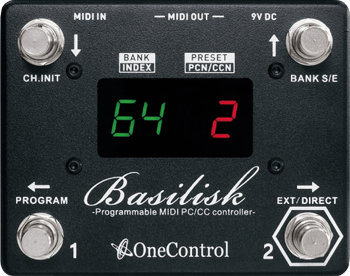 MIDI IN — MIDI OUT — 9V DC
CH.INIT
BANK
INDEX
PRESET
PCN/CCN
BANK S/E
64 2
Basilisk
-Programmable MIDI PC/CC controller-
PROGRAM
EXT/DIRECT
1
OneControl
2